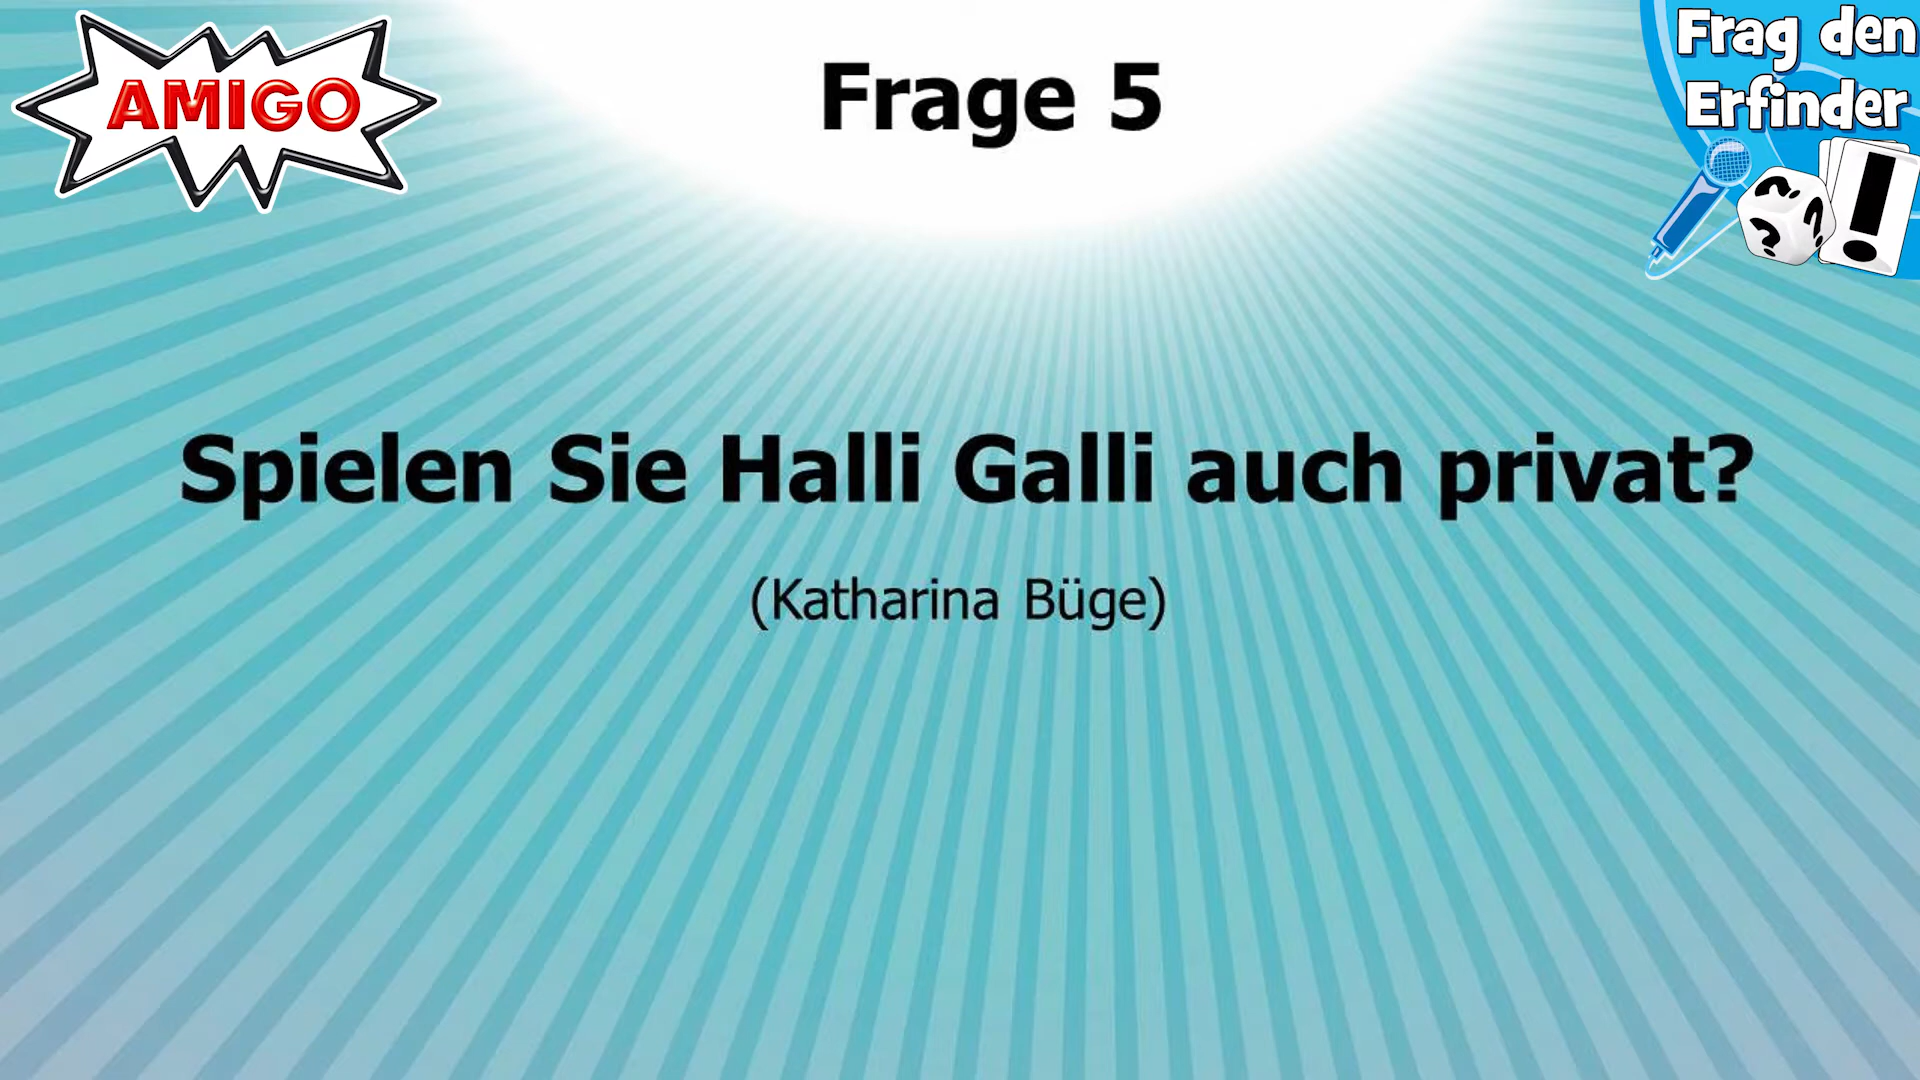 AMIGO
Frag den
Erfinder
Frage 5
Spielen Sie Halli Galli auch privat?
(Katharina Büge)